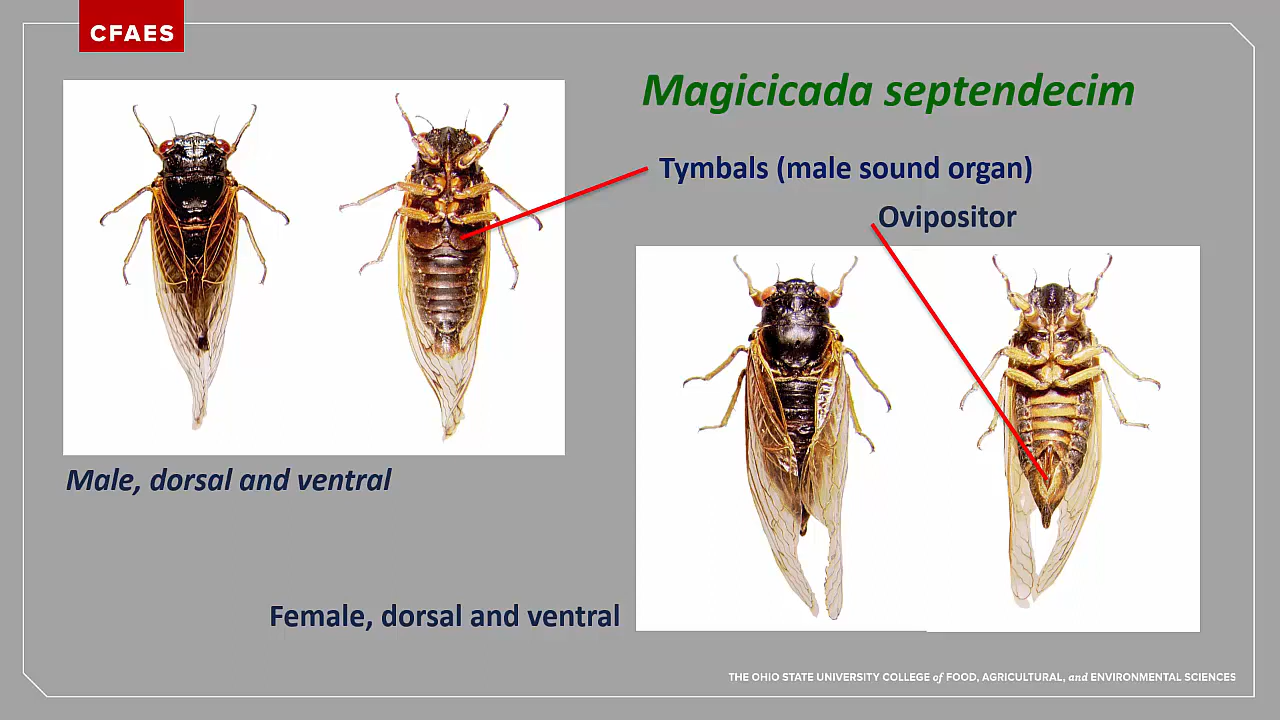 CFAES
Magicicada septendecim
Tymbals (male sound organ)
Ovipositor
Male, dorsal and ventral
Female, dorsal and ventral
THE OHIO STATE UNIVERSITY COLLEGE of FOOD, AGRICULTURAL, and ENVIRONMENTAL SCIENCES